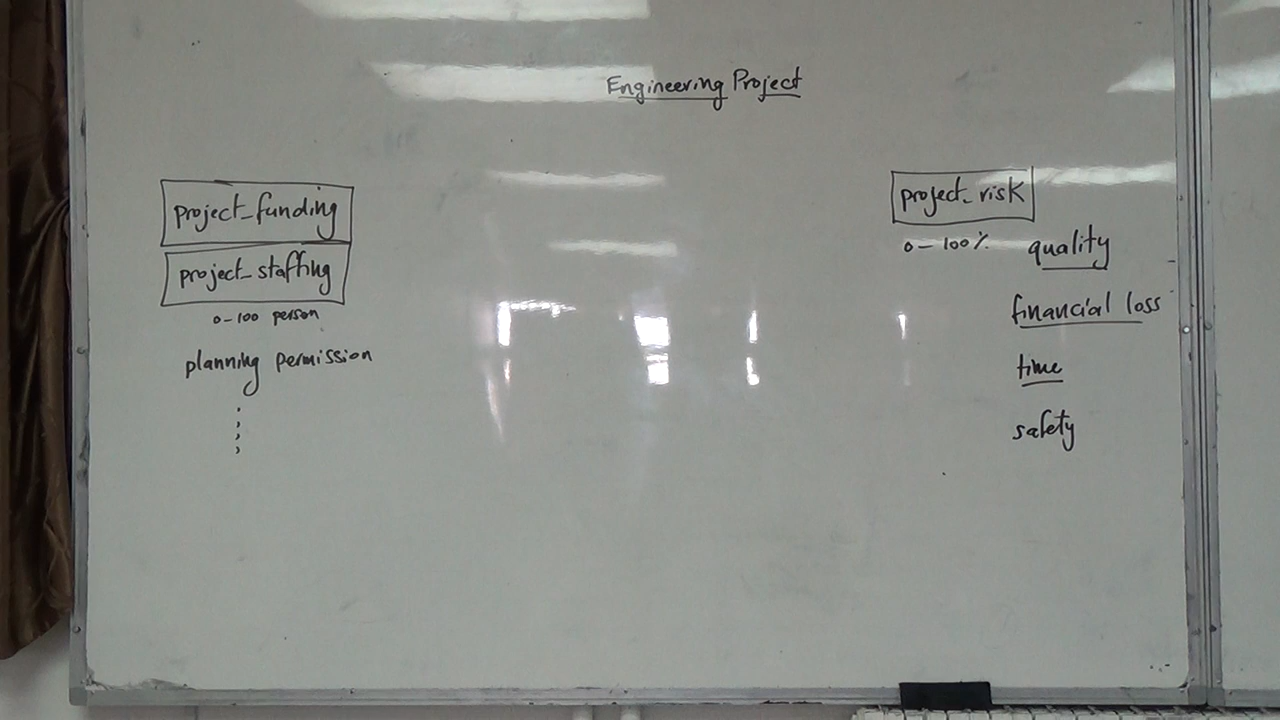 Engineering Project
project_funding
project_staffing
0-100 person
planning permission
project_risk
0-100%
quality
financial loss
time
safety